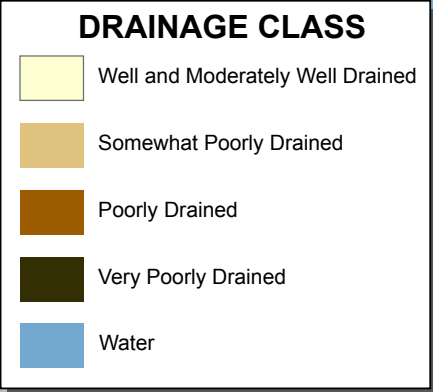 DRAINAGE CLASS
Well and Moderately Well Drained
Somewhat Poorly Drained
Poorly Drained
Very Poorly Drained
Water